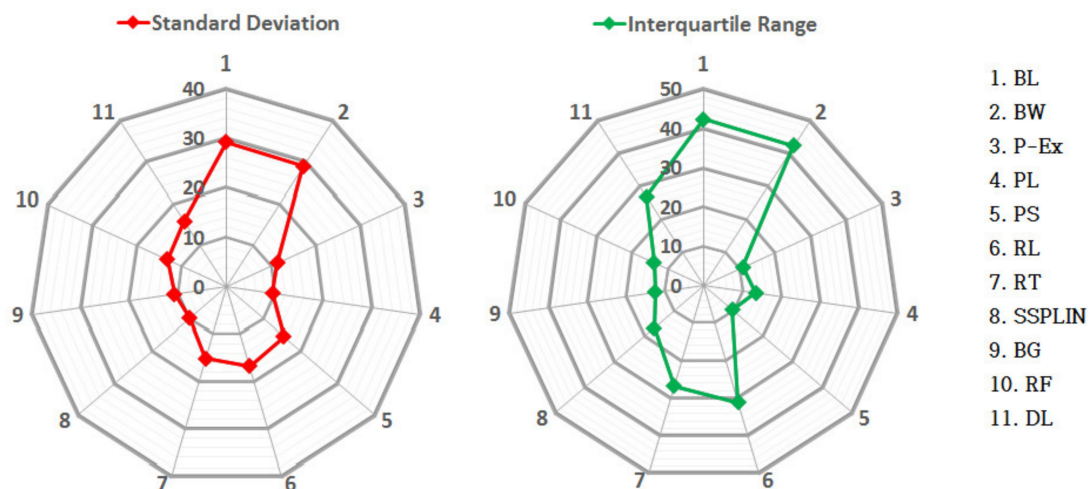 Standard Deviation
1
2
3
4
5
6
7
8
9
10
11
40
30
20
10
0
Interquartile Range
1
2
3
4
5
6
7
8
9
10
11
50
40
30
20
10
0
1. BL
2. BW
3. P-Ex
4. PL
5. PS
6. RL
7. RT
8. SSPLIN
9. BG
10. RF
11. DL